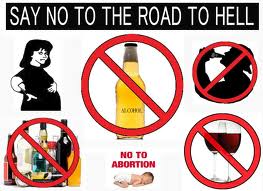 SAY NO TO THE ROAD TO HELL
ALCOHOL
NO TO
ABORTION